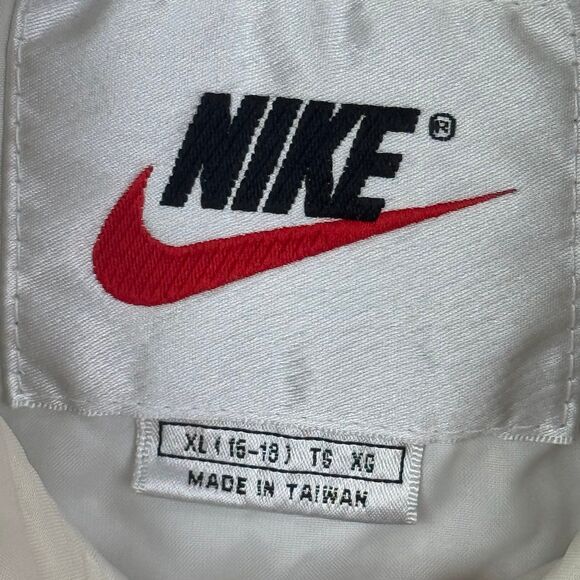 NIKE®
XL (16-18) TG XG
MADE IN TAIWAN